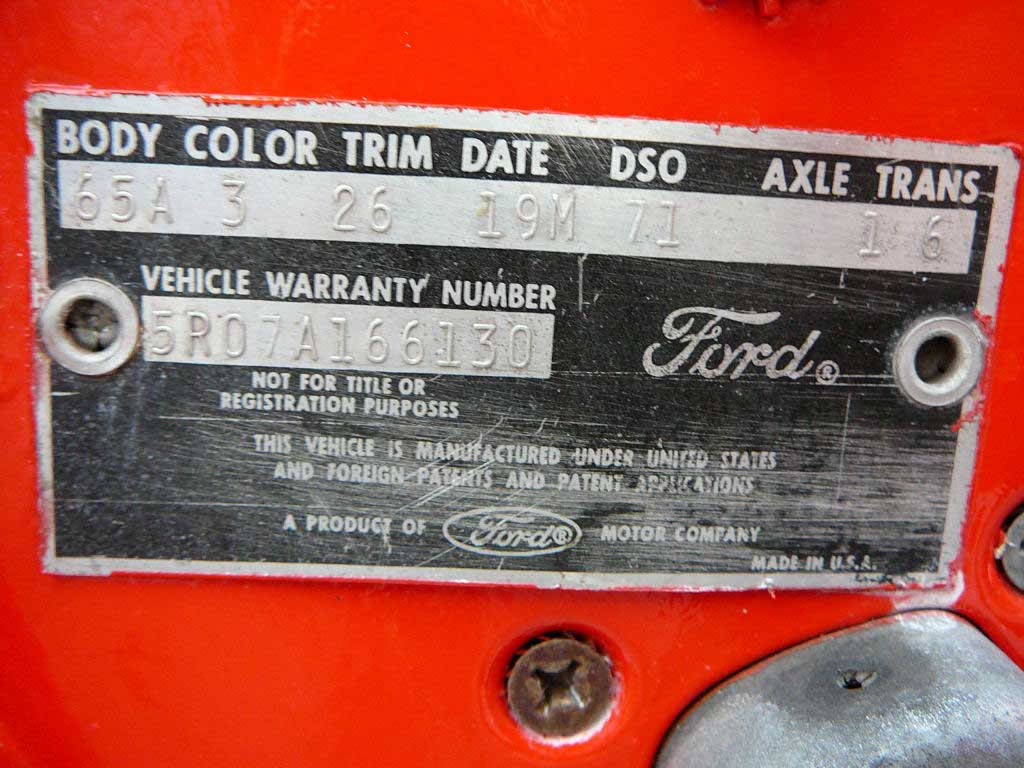 BODY COLOR TRIM DATE DSO AXLE TRANS
65A 3 26 19M 71 1 6
VEHICLE WARRANTY NUMBER
5R07A166130
Ford®
NOT FOR TITLE OR
REGISTRATION PURPOSES
THIS VEHICLE IS MANUFACTURED UNDER UNITED STATES
AND FOREIGN PATENTS AND PATENT APPLICATIONS
A PRODUCT OF Ford® MOTOR COMPANY
MADE IN U.S.A.